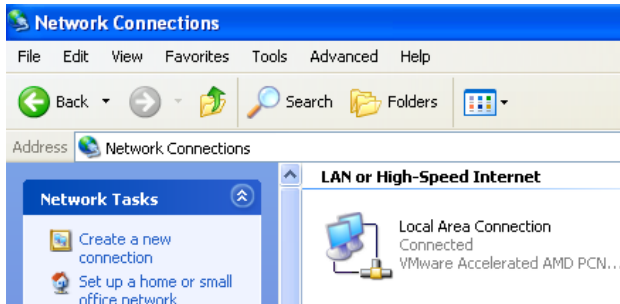 Network Connections
File Edit View Favorites Tools Advanced Help
Back Search Folders
Address Network Connections
Network Tasks
Create a new
connection
Set up a home or small
office network
LAN or High-Speed Internet
Local Area Connection
Connected
VMware Accelerated AMD PCN...